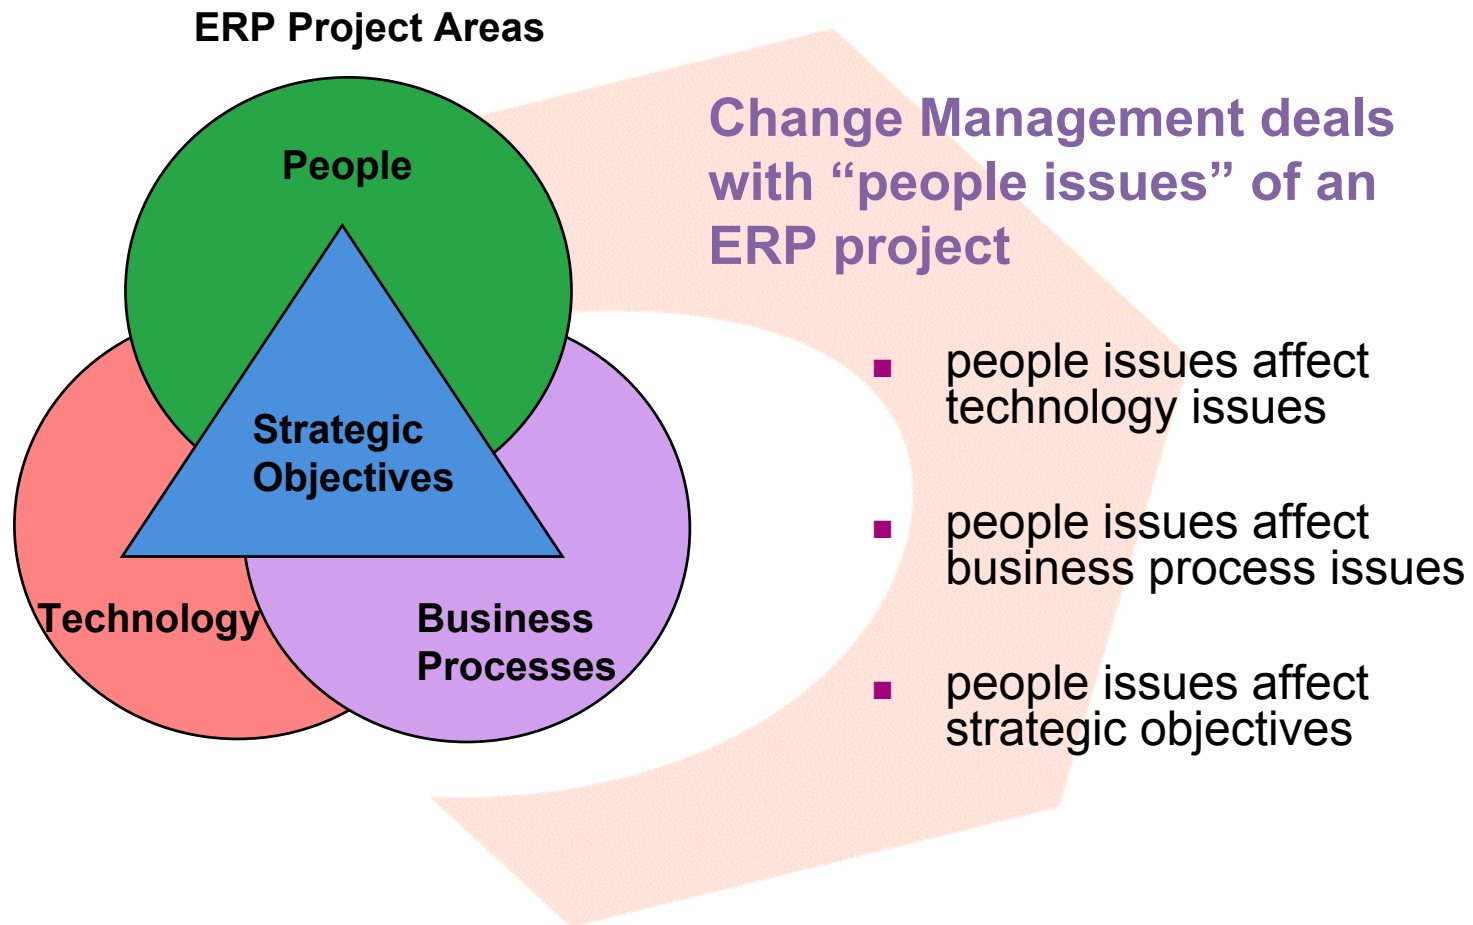 ERP Project Areas
People
Strategic
Objectives
Technology
Business
Processes
Change Management deals
with “people issues” of an
ERP project
■ people issues affect
technology issues
■ people issues affect
business process issues
■ people issues affect
strategic objectives